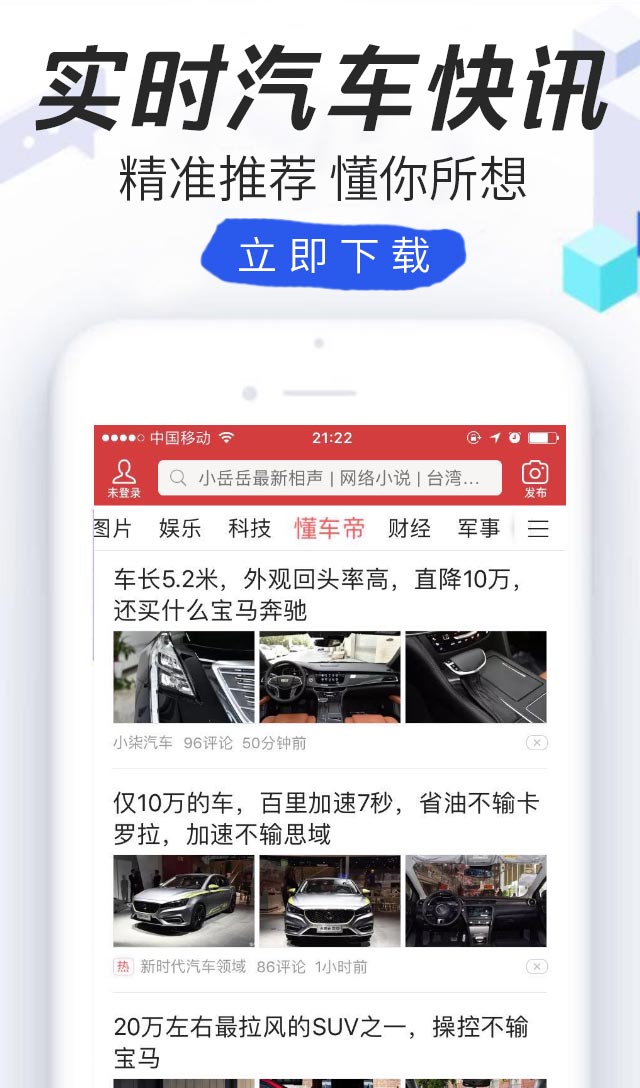 实时汽车快讯
精准推荐 懂你所想
立即下载
中国移动 21:22
未登录 小岳岳最新相声 | 网络小说 | 台湾... 发布
图片 娱乐 科技 懂车帝 财经 军事
车长5.2米，外观回头率高，直降10万，
还买什么宝马奔驰
小柒汽车 96评论 50分钟前
仅10万的车，百里加速7秒，省油不输卡
罗拉，加速不输思域
热 新时代汽车领域 86评论 1小时前
20万左右最拉风的SUV之一，操控不输
宝马